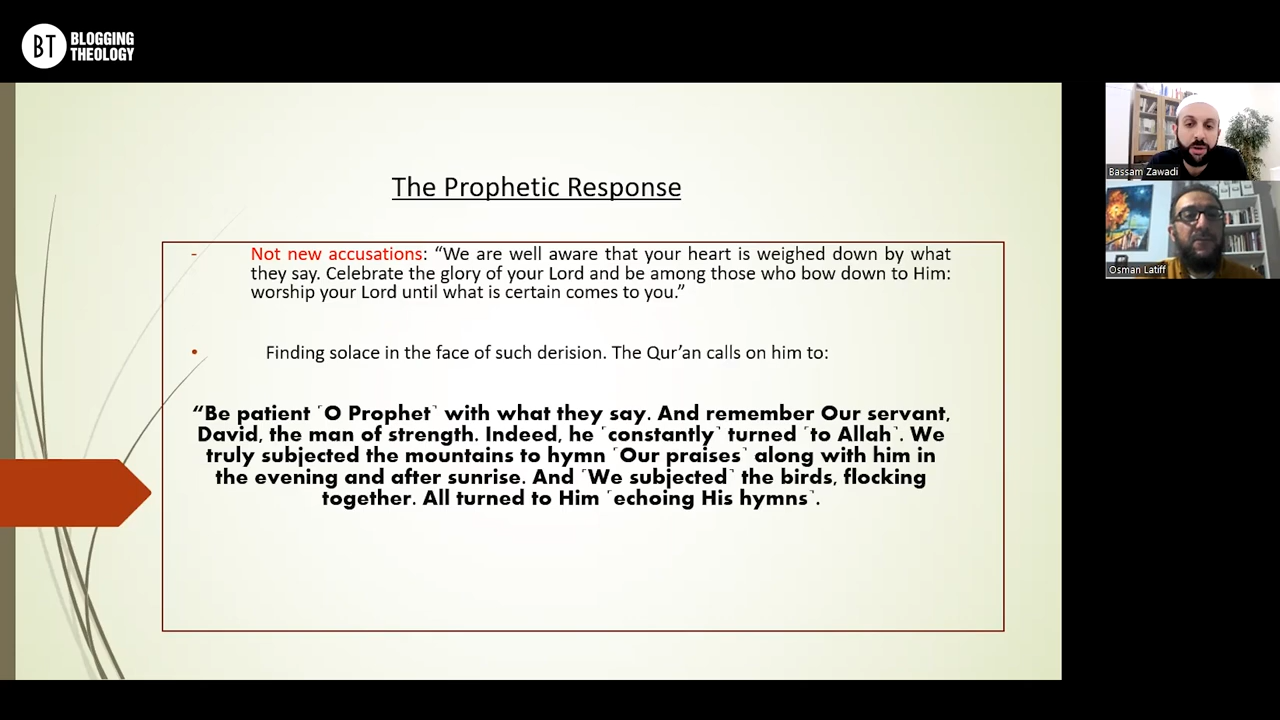 BT BLOGGING
THEOLOGY
The Prophetic Response
- Not new accusations: “We are well aware that your heart is weighed down by what
they say. Celebrate the glory of your Lord and be among those who bow down to Him:
worship your Lord until what is certain comes to you.”
• Finding solace in the face of such derision. The Qur’an calls on him to:
“Be patient ˹O Prophet˺ with what they say. And remember Our servant,
David, the man of strength. Indeed, he ˹constantly˺ turned ˹to Allah˺. We
truly subjected the mountains to hymn ˹Our praises˺ along with him in
the evening and after sunrise. And ˹We subjected˺ the birds, flocking
together. All turned to Him ˹echoing His hymns˺.
Bassam Zawadi
Osman Latiff